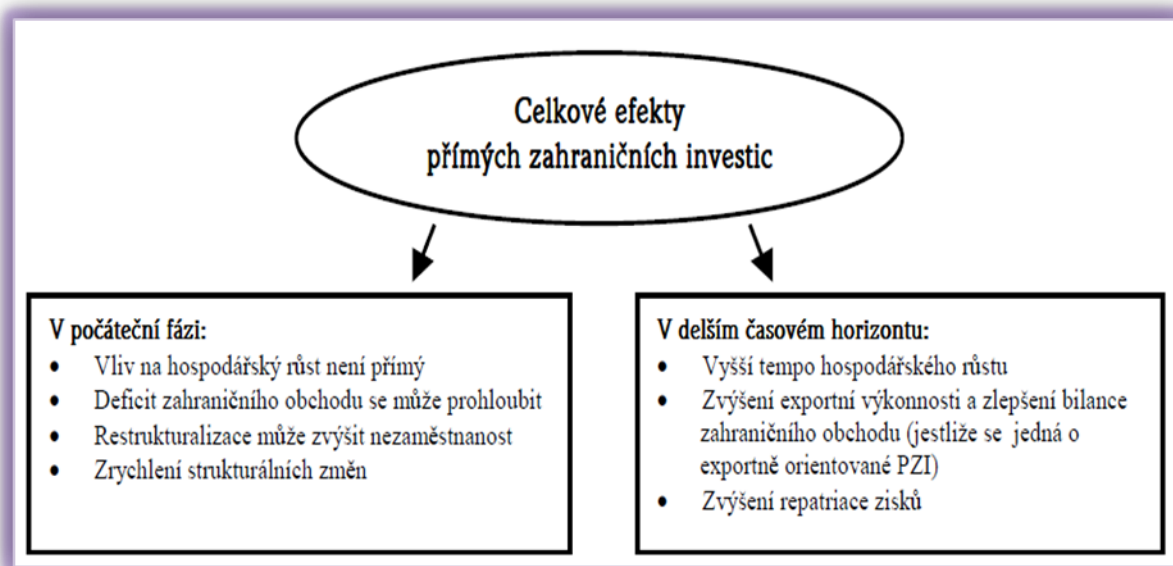 Celkové efekty
přímých zahraničních investic
V počáteční fázi:
• Vliv na hospodářský růst není přímý
• Deficit zahraničního obchodu se může prohloubit
• Restrukturalizace může zvýšit nezaměstnanost
• Zrychlení strukturálních změn
V delším časovém horizontu:
• Vyšší tempo hospodářského růstu
• Zvýšení exportní výkonnosti a zlepšení bilance
zahraničního obchodu (jestliže se jedná o
exportně orientované PZI)
• Zvýšení repatriace zisků